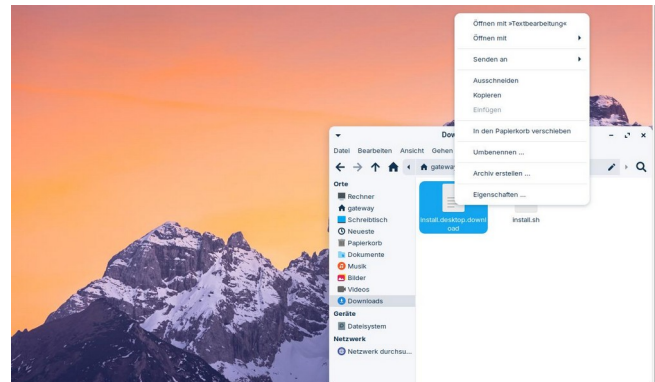 Öffnen mit »Textbearbeitung«
Öffnen mit
Senden an
Ausschneiden
Kopieren
Einfügen
In den Papierkorb verschieben
Umbenennen ...
Archiv erstellen ...
Eigenschaften ...
Dow
Datei Bearbeiten Ansicht Gehen
gateway
Orte
Rechner
gateway
Schreibtisch
Neueste
Papierkorb
Dokumente
Musik
Bilder
Videos
Downloads
Geräte
Dateisystem
Netzwerk
Netzwerk durchsu...
install.desktop.downl
oad
install.sh